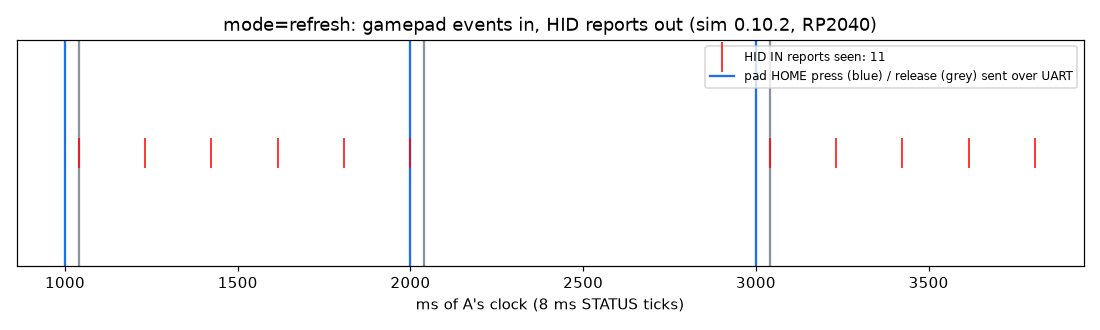 mode=refresh: gamepad events in, HID reports out (sim 0.10.2, RP2040)
HID IN reports seen: 11
pad HOME press (blue) / release (grey) sent over UART
1000 1500 2000 2500 3000 3500
ms of A's clock (8 ms STATUS ticks)